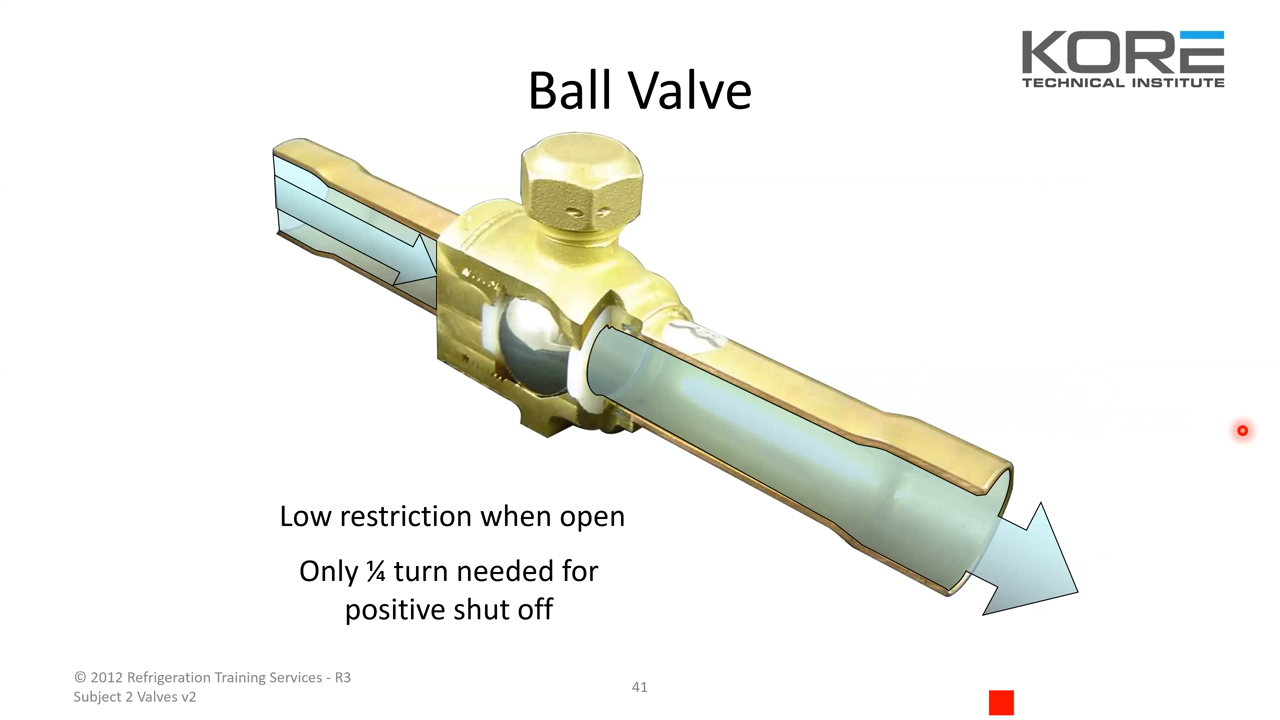 KORE
TECHNICAL INSTITUTE
Ball Valve
Low restriction when open
Only ¼ turn needed for
positive shut off
© 2012 Refrigeration Training Services - R3
Subject 2 Valves v2
41